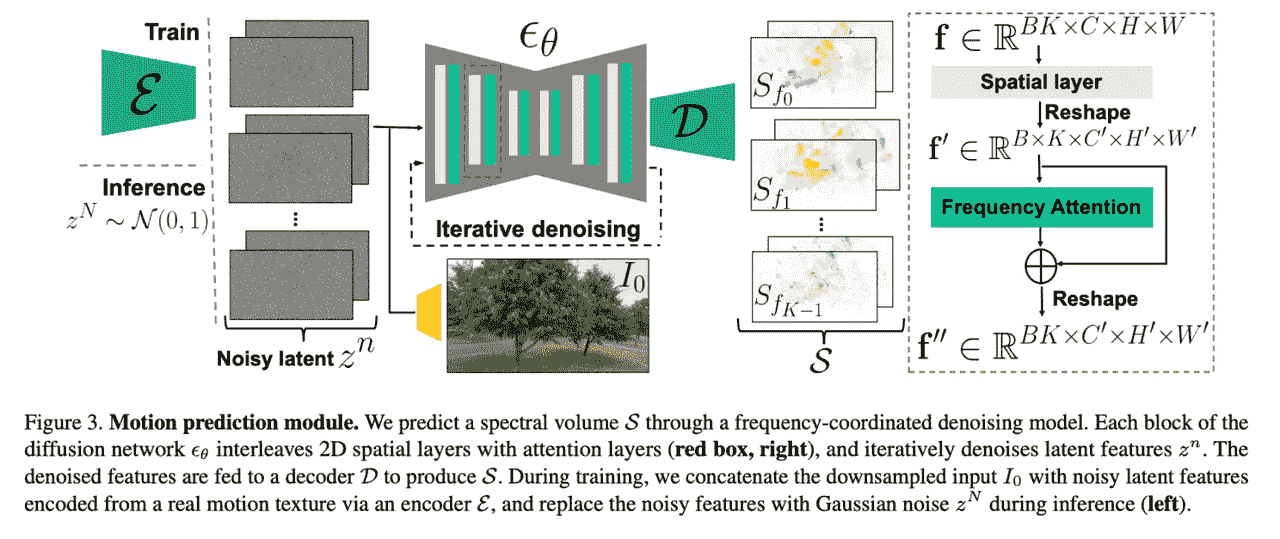 Train
ℰ
Inference
z^N ∼ 𝒩(0, 1)
Noisy latent z^n
ϵ_θ
Iterative denoising
I_0
𝒟
S_{f_0}
S_{f_1}
S_{f_{K−1}}
𝒮
f ∈ ℝ^{BK×C×H×W}
Spatial layer
Reshape
f′ ∈ ℝ^{B×K×C′×H′×W′}
Frequency Attention
Reshape
f″ ∈ ℝ^{BK×C′×H′×W′}
Figure 3. Motion prediction module. We predict a spectral volume 𝒮 through a frequency-coordinated denoising model. Each block of the
diffusion network ϵ_θ interleaves 2D spatial layers with attention layers (red box, right), and iteratively denoises latent features z^n. The
denoised features are fed to a decoder 𝒟 to produce 𝒮. During training, we concatenate the downsampled input I_0 with noisy latent features
encoded from a real motion texture via an encoder ℰ, and replace the noisy features with Gaussian noise z^N during inference (left).